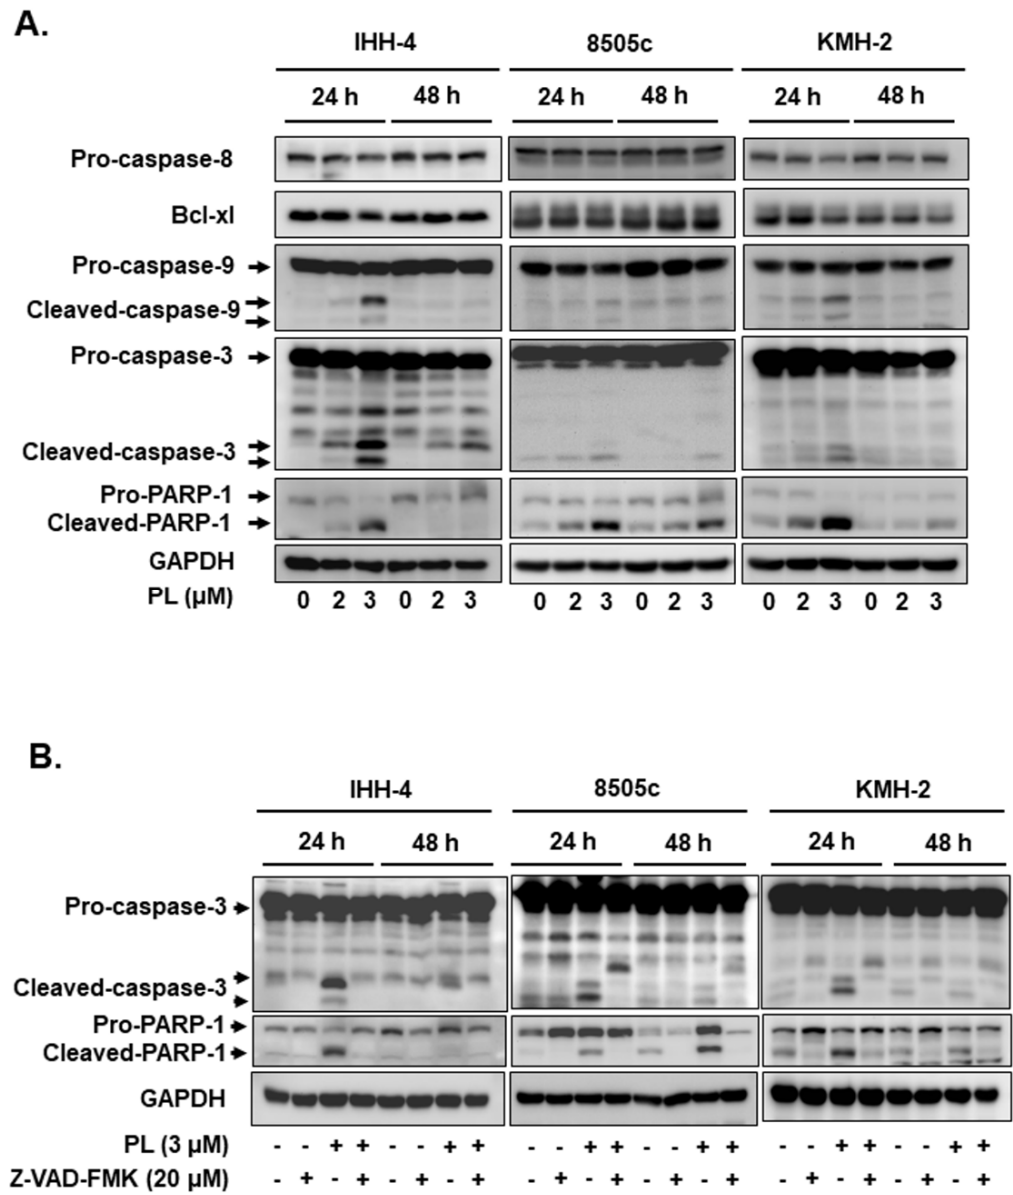 A.
IHH-4 8505c KMH-2
24 h 48 h 24 h 48 h 24 h 48 h
Pro-caspase-8
Bcl-xl
Pro-caspase-9
Cleaved-caspase-9
Pro-caspase-3
Cleaved-caspase-3
Pro-PARP-1
Cleaved-PARP-1
GAPDH
PL (µM) 0 2 3 0 2 3 0 2 3 0 2 3 0 2 3 0 2 3
B.
IHH-4 8505c KMH-2
24 h 48 h 24 h 48 h 24 h 48 h
Pro-caspase-3
Cleaved-caspase-3
Pro-PARP-1
Cleaved-PARP-1
GAPDH
PL (3 µM) - - + + - - + + - - + + - - + + - - + + - - + +
Z-VAD-FMK (20 µM) - + - + - + - + - + - + - + - + - + - + - + - +